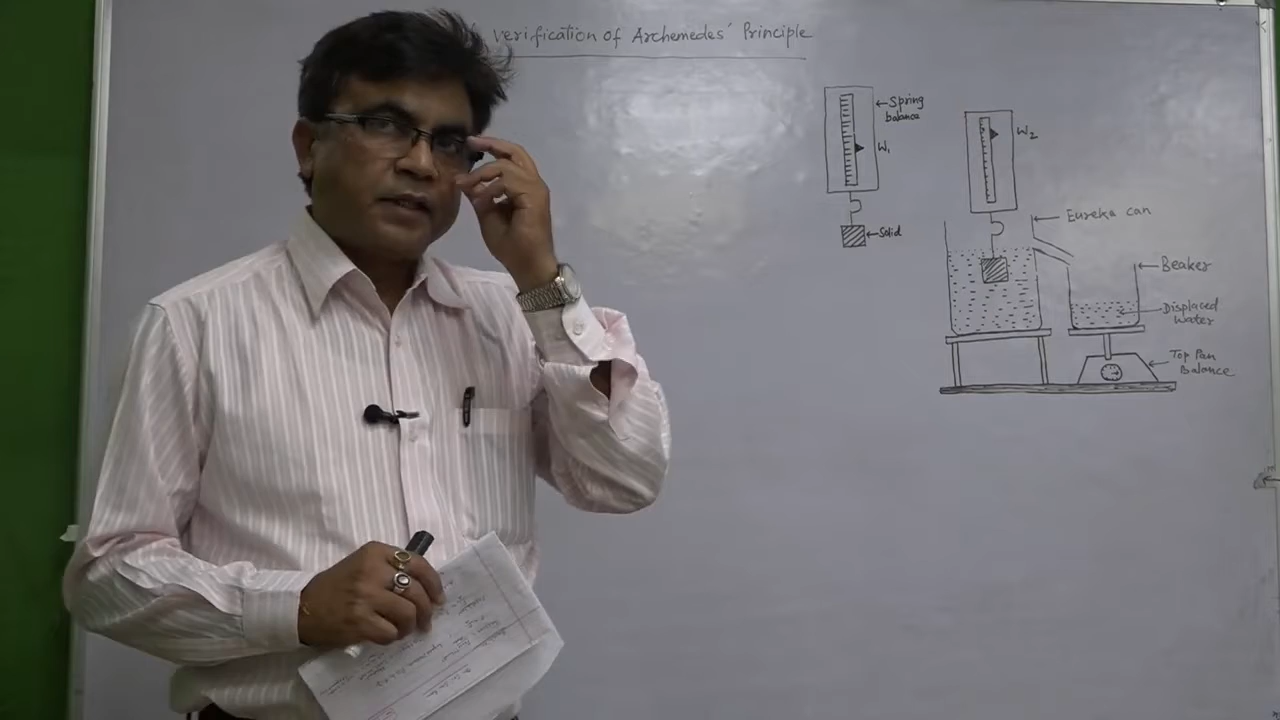 verification of Archemedes' Principle
Spring
balance
W₁
Solid
W₂
Eureka can
Beaker
Displaced
Water
Top Pan
Balance